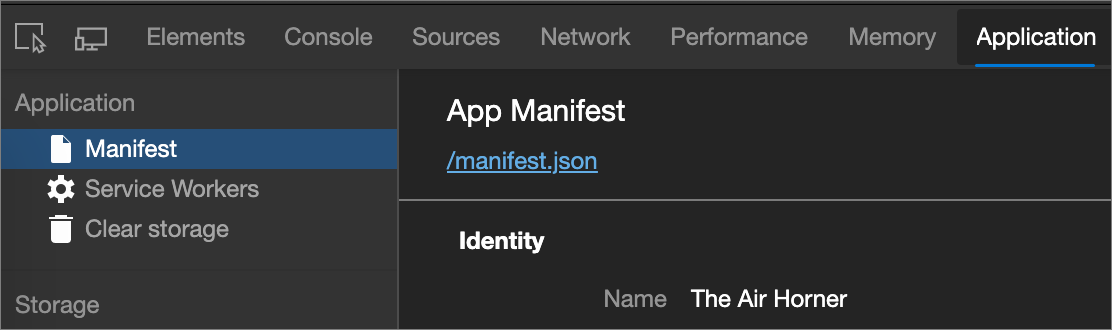 Elements Console Sources Network Performance Memory Application
Application
Manifest
Service Workers
Clear storage
Storage
App Manifest
/manifest.json
Identity
Name The Air Horner